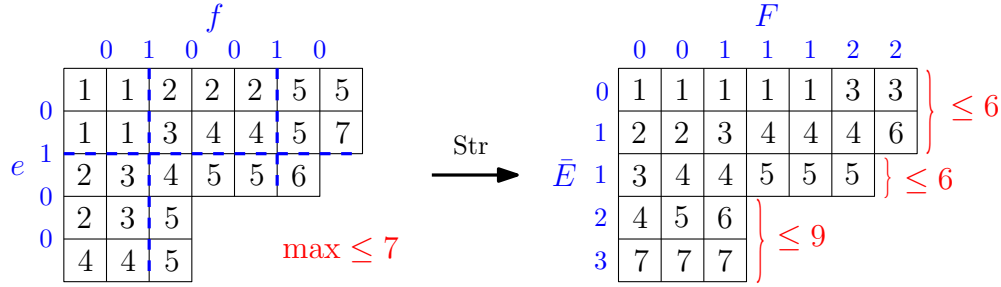 f F
0 1 0 0 1 0 0 0 1 1 1 2 2
1 1 2 2 2 5 5 0 1 1 1 1 1 3 3 ≤ 6
0
1 1 3 4 4 5 7 Str 1 2 2 3 4 4 4 6
e 1
2 3 4 5 5 6 Ē 1 3 4 4 5 5 5 ≤ 6
0
2 3 5 2 4 5 6 ≤ 9
0 max ≤ 7
4 4 5 3 7 7 7